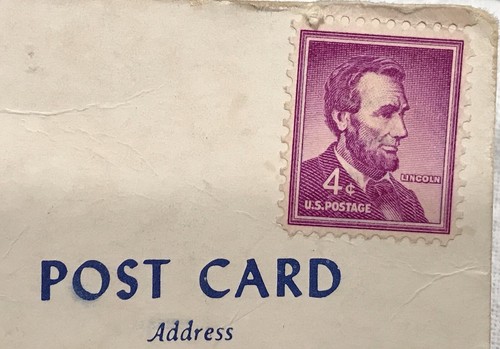 LINCOLN
4¢
U.S. POSTAGE
POST CARD
Address